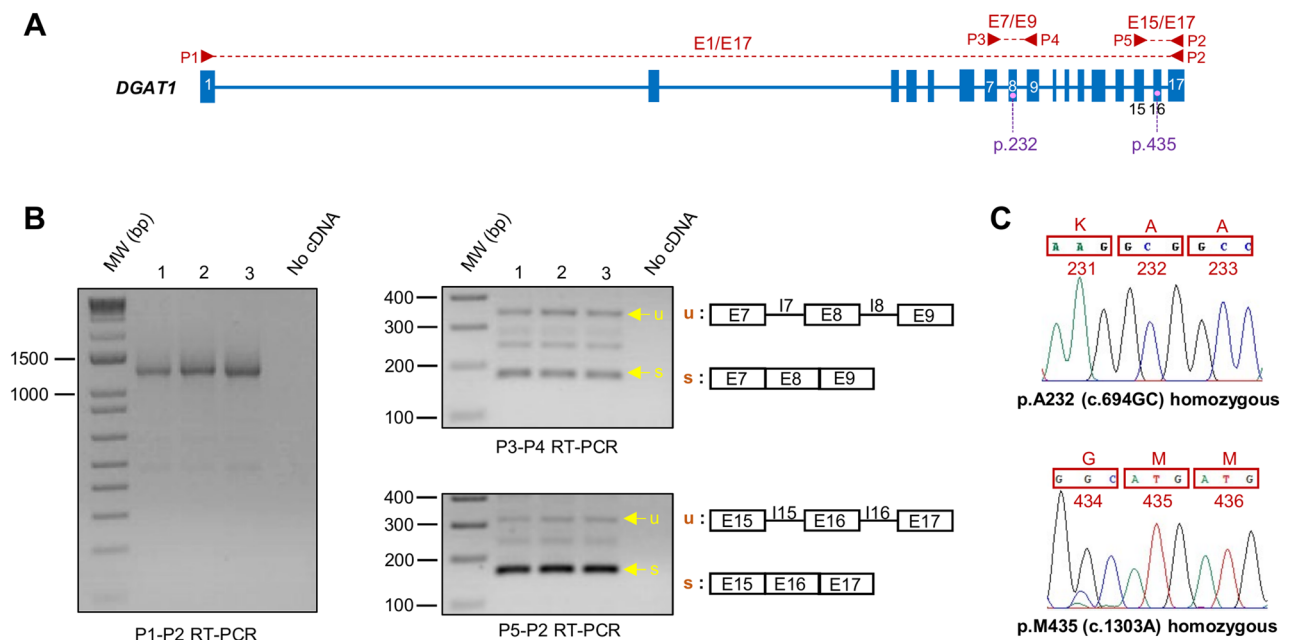 A
E7/E9
E15/E17
P3
P4
P5
P2
P1
E1/E17
P2
DGAT1
1
7
8
9
17
15 16
p.232
p.435
B
MW (bp)
1 2 3
No cDNA
1500
1000
P1-P2 RT-PCR
MW (bp)
1 2 3
No cDNA
400
300
200
100
u
s
u : E7 I7 E8 I8 E9
s : E7 E8 E9
P3-P4 RT-PCR
400
300
200
100
u
s
u : E15 I15 E16 I16 E17
s : E15 E16 E17
P5-P2 RT-PCR
C
K A A
A A G G C G G C C
231 232 233
p.A232 (c.694GC) homozygous
G M M
G G C A T G A T G
434 435 436
p.M435 (c.1303A) homozygous